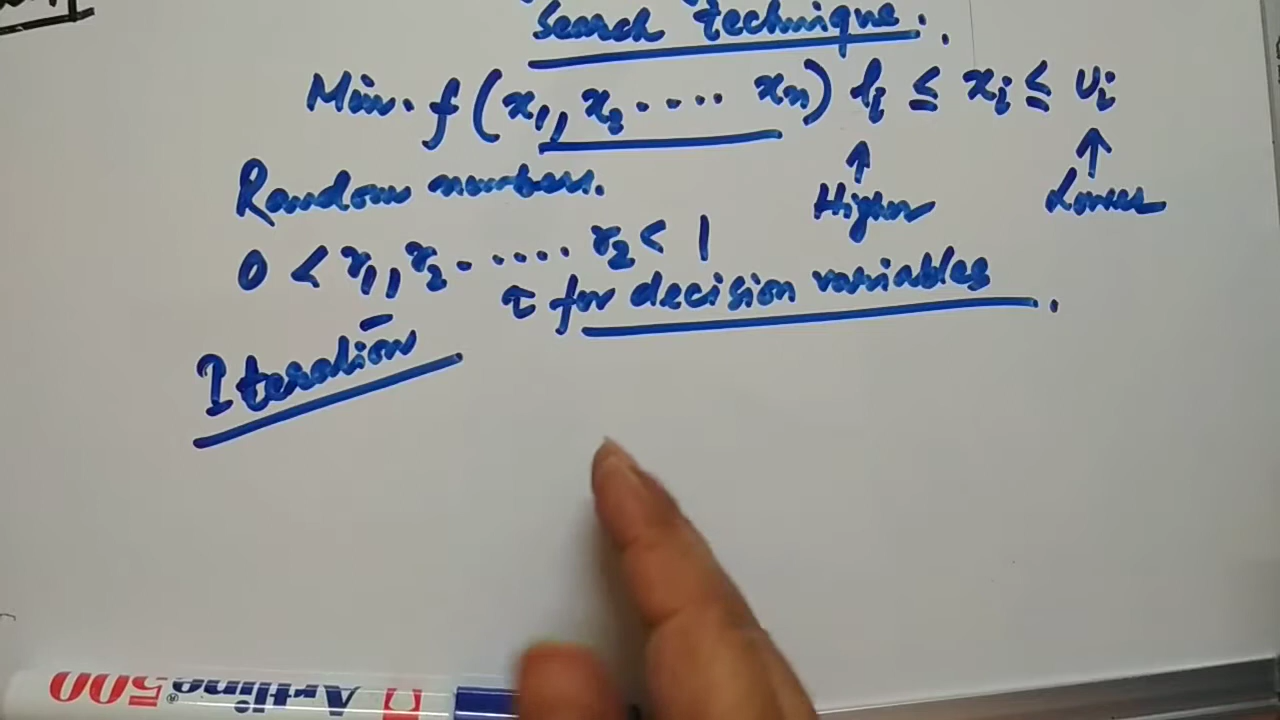 Search technique.
Min. f(x₁, x₂ .... xₙ) lᵢ ≤ xᵢ ≤ uᵢ
↑ ↑
Random numbers. Higher Lower
0 < r₁, r₂ ..... r₂ < 1
τ for decision variables.
Iteration
Artline 500